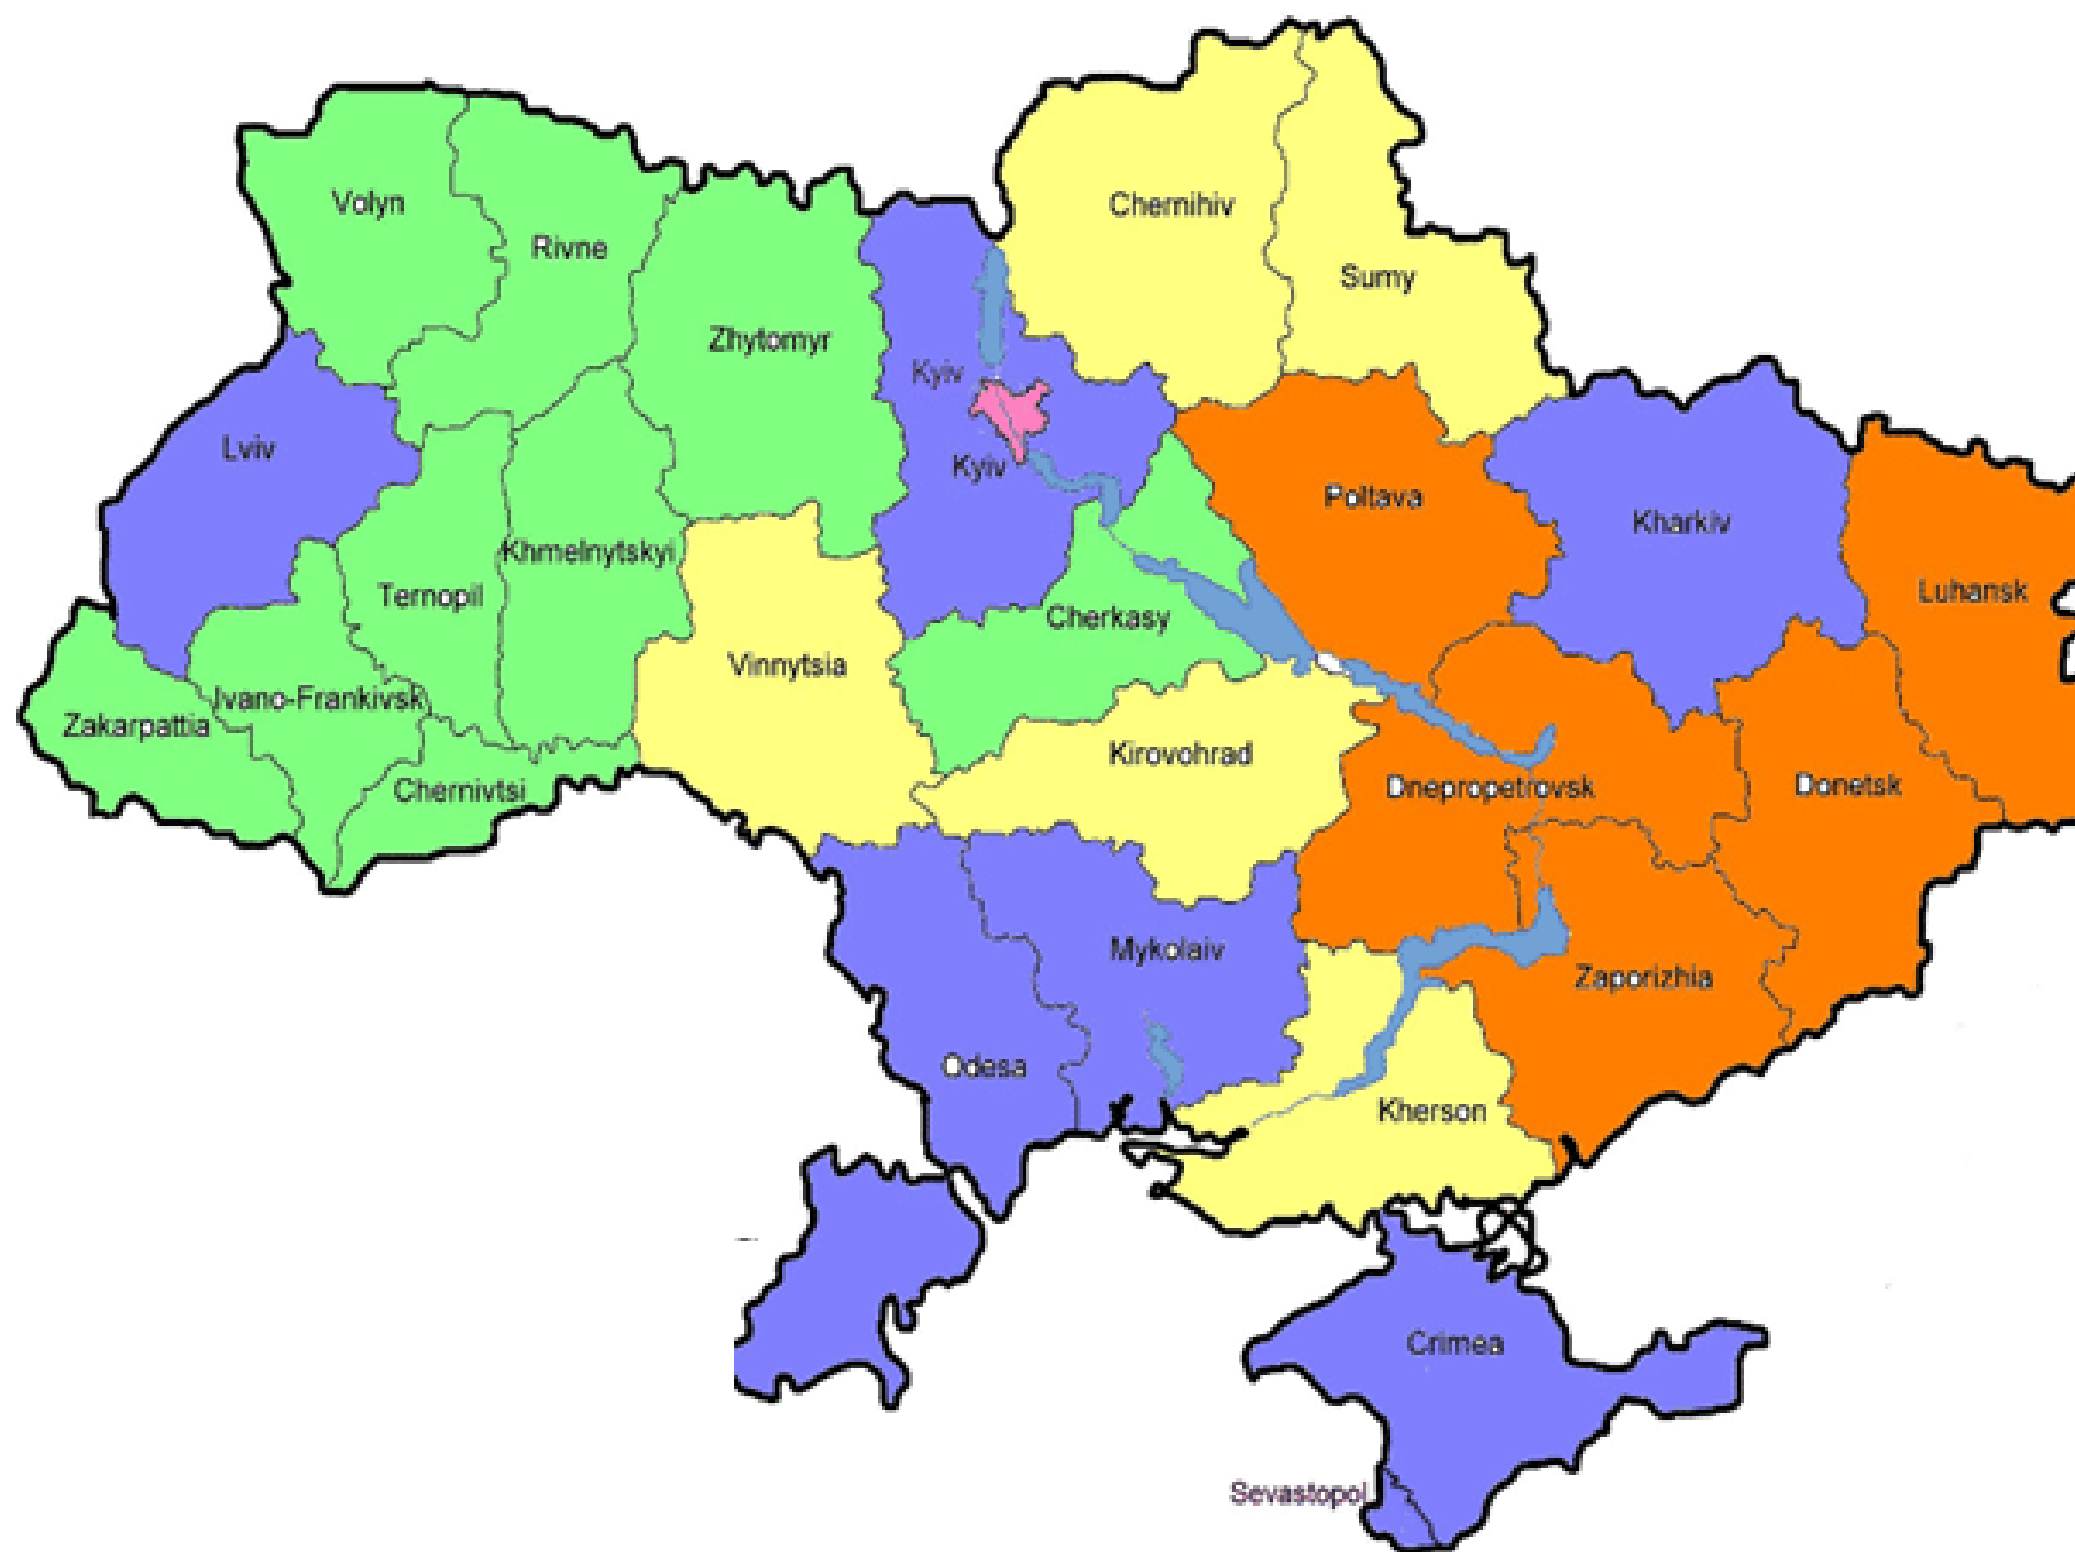 Volyn
Rivne
Chernihiv
Sumy
Zhytomyr
Kyiv
Lviv
Kyiv
Poltava
Kharkiv
Khmelnytskyi
Ternopil
Luhansk
Cherkasy
Vinnytsia
Ivano-Frankivsk
Zakarpattia
Kirovohrad
Chernivtsi
Dnepropetrovsk
Donetsk
Mykolaiv
Zaporizhia
Odesa
Kherson
Crimea
Sevastopol